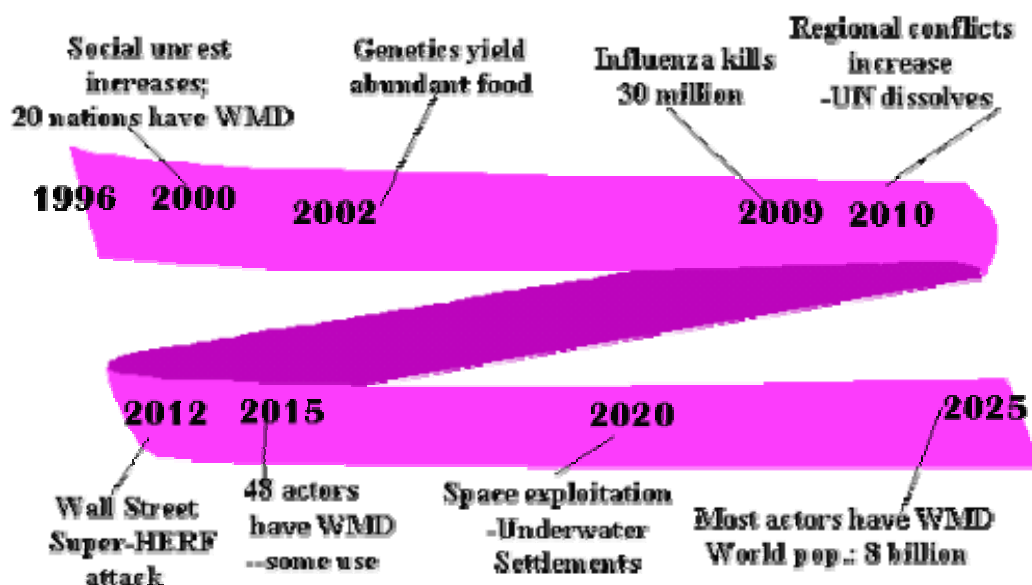 Social unrest
increases;
20 nations have WMD
Genetics yield
abundant food
Influenza kills
30 million
Regional conflicts
increase
-UN dissolves
1996
2000
2002
2009
2010
2012
2015
2020
2025
Wall Street
Super-HERF
attack
48 actors
have WMD
--some use
Space exploitation
-Underwater
Settlements
Most actors have WMD
World pop.: 8 billion